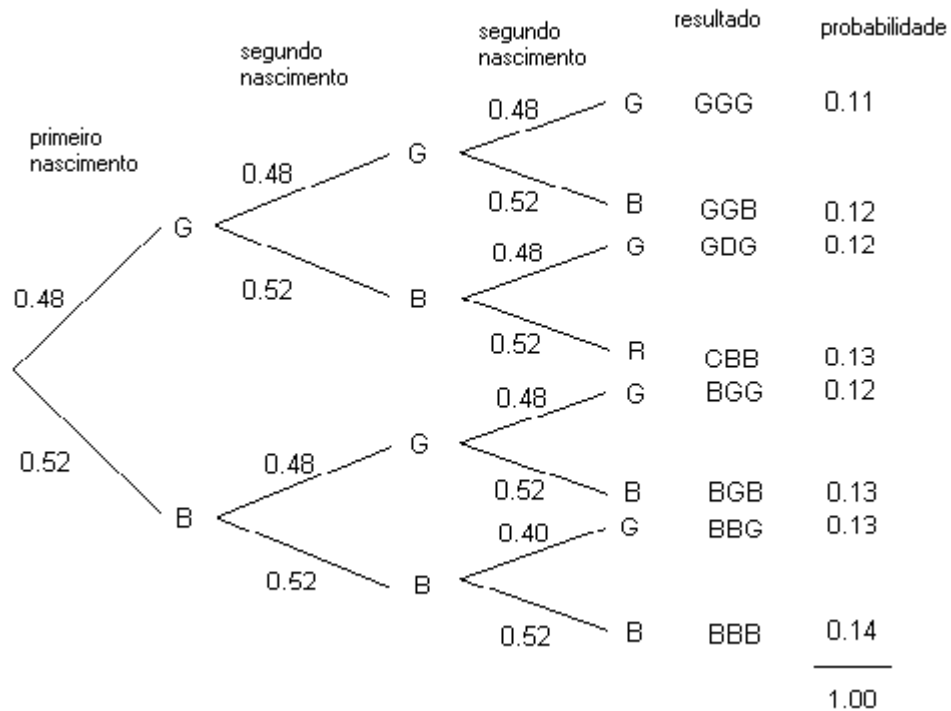 primeiro
nascimento
segundo
nascimento
segundo
nascimento
resultado
probabilidade
0.48
G
GGG
0.11
G
0.48
0.52
B
GGB
0.12
G
0.48
G
GDG
0.12
0.52
B
0.48
0.52
R
CBB
0.13
0.48
G
BGG
0.12
G
0.52
0.48
0.52
B
BGB
0.13
B
0.40
G
BBG
0.13
0.52
B
0.52
B
BBB
0.14
1.00